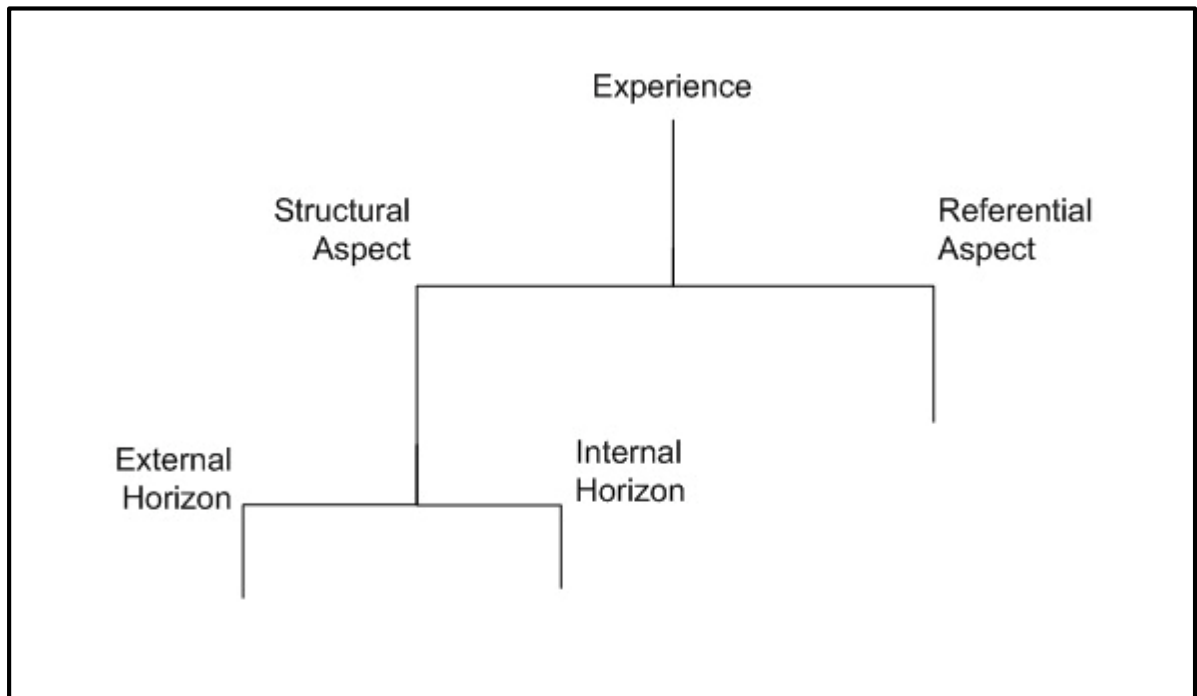 Experience
Structural
Aspect
Referential
Aspect
External
Horizon
Internal
Horizon